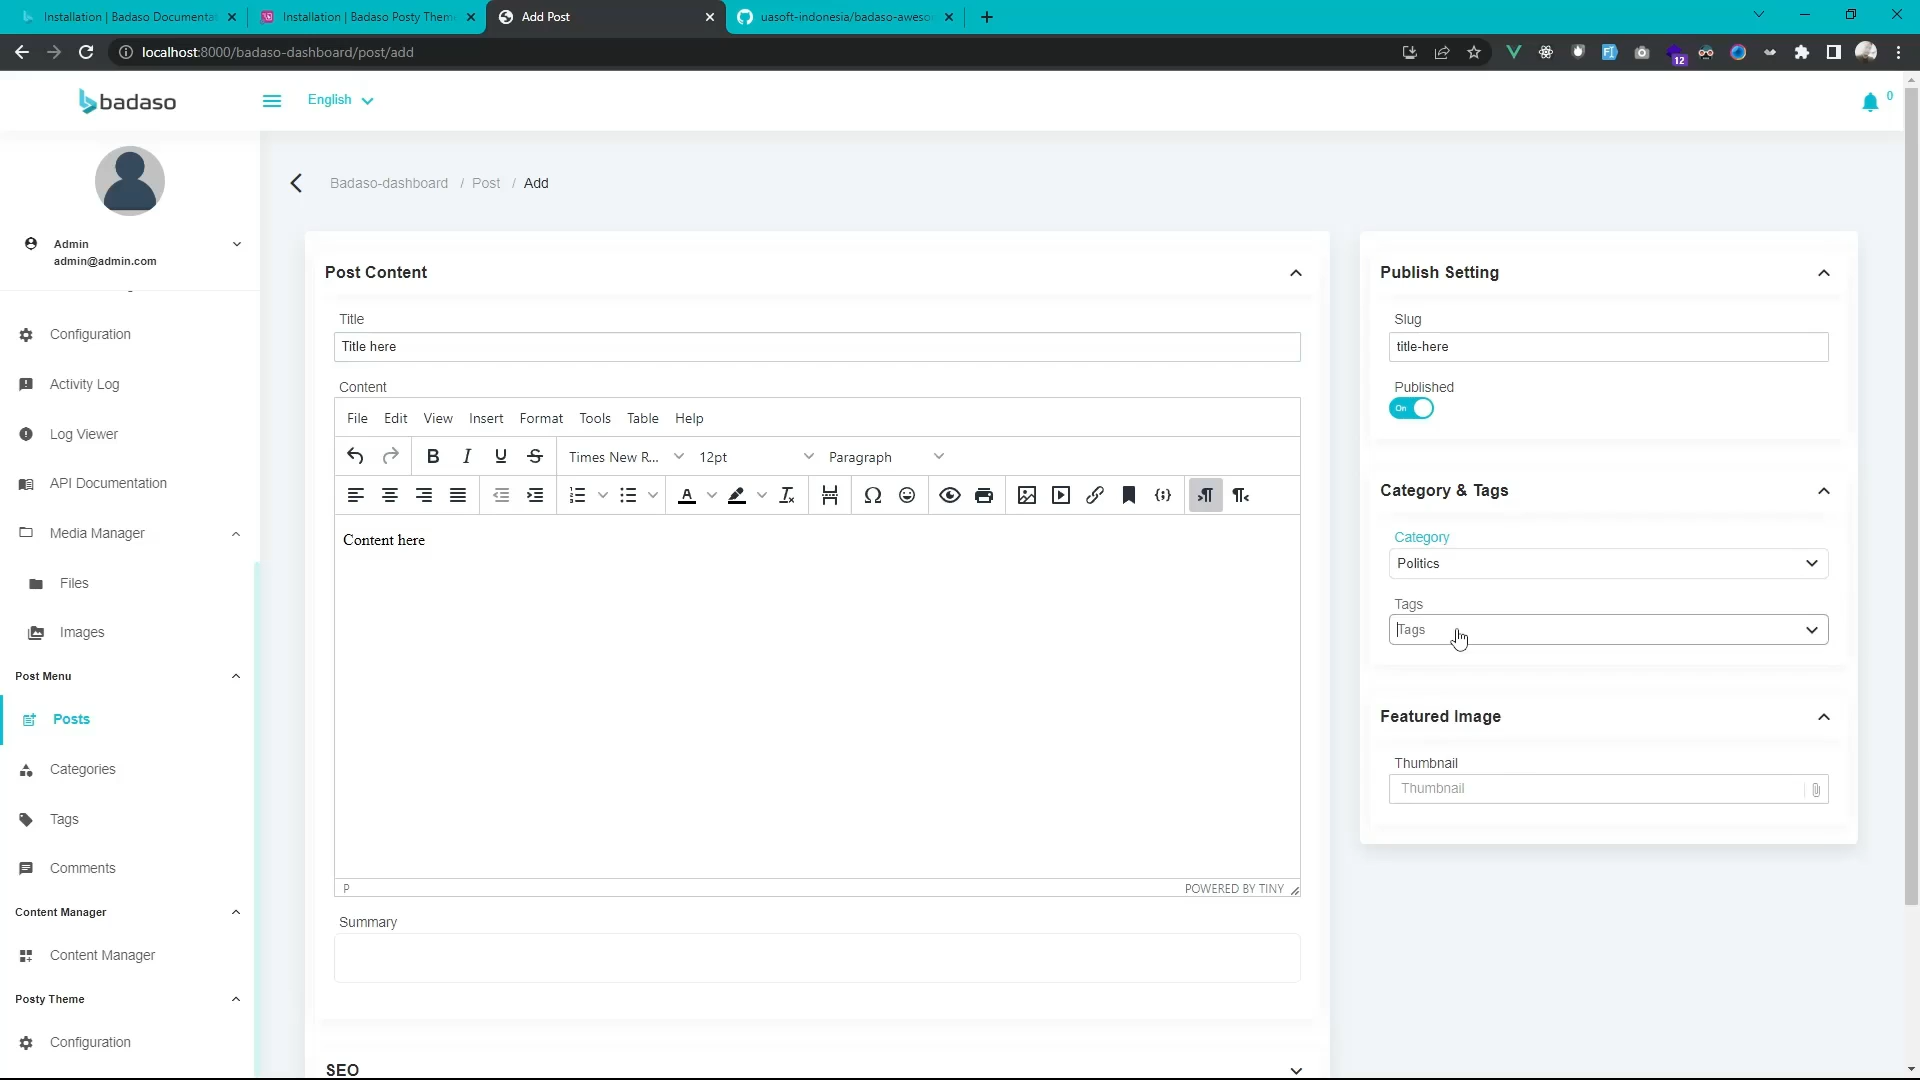 Installation | Badaso Documentat
Installation | Badaso Posty Them
Add Post
uasoft-indonesia/badaso-aweso
localhost:8000/badaso-dashboard/post/add
12
badaso
English
0
Admin
admin@admin.com
Badaso-dashboard / Post / Add
Configuration
Activity Log
Log Viewer
API Documentation
Media Manager
Files
Images
Post Menu
Posts
Categories
Tags
Comments
Content Manager
Content Manager
Posty Theme
Configuration
Post Content
Title
Title here
Content
File Edit View Insert Format Tools Table Help
Times New R... 12pt Paragraph
Content here
P
POWERED BY TINY
Summary
SEO
Publish Setting
Slug
title-here
Published
On
Category & Tags
Category
Politics
Tags
Tags
Featured Image
Thumbnail
Thumbnail